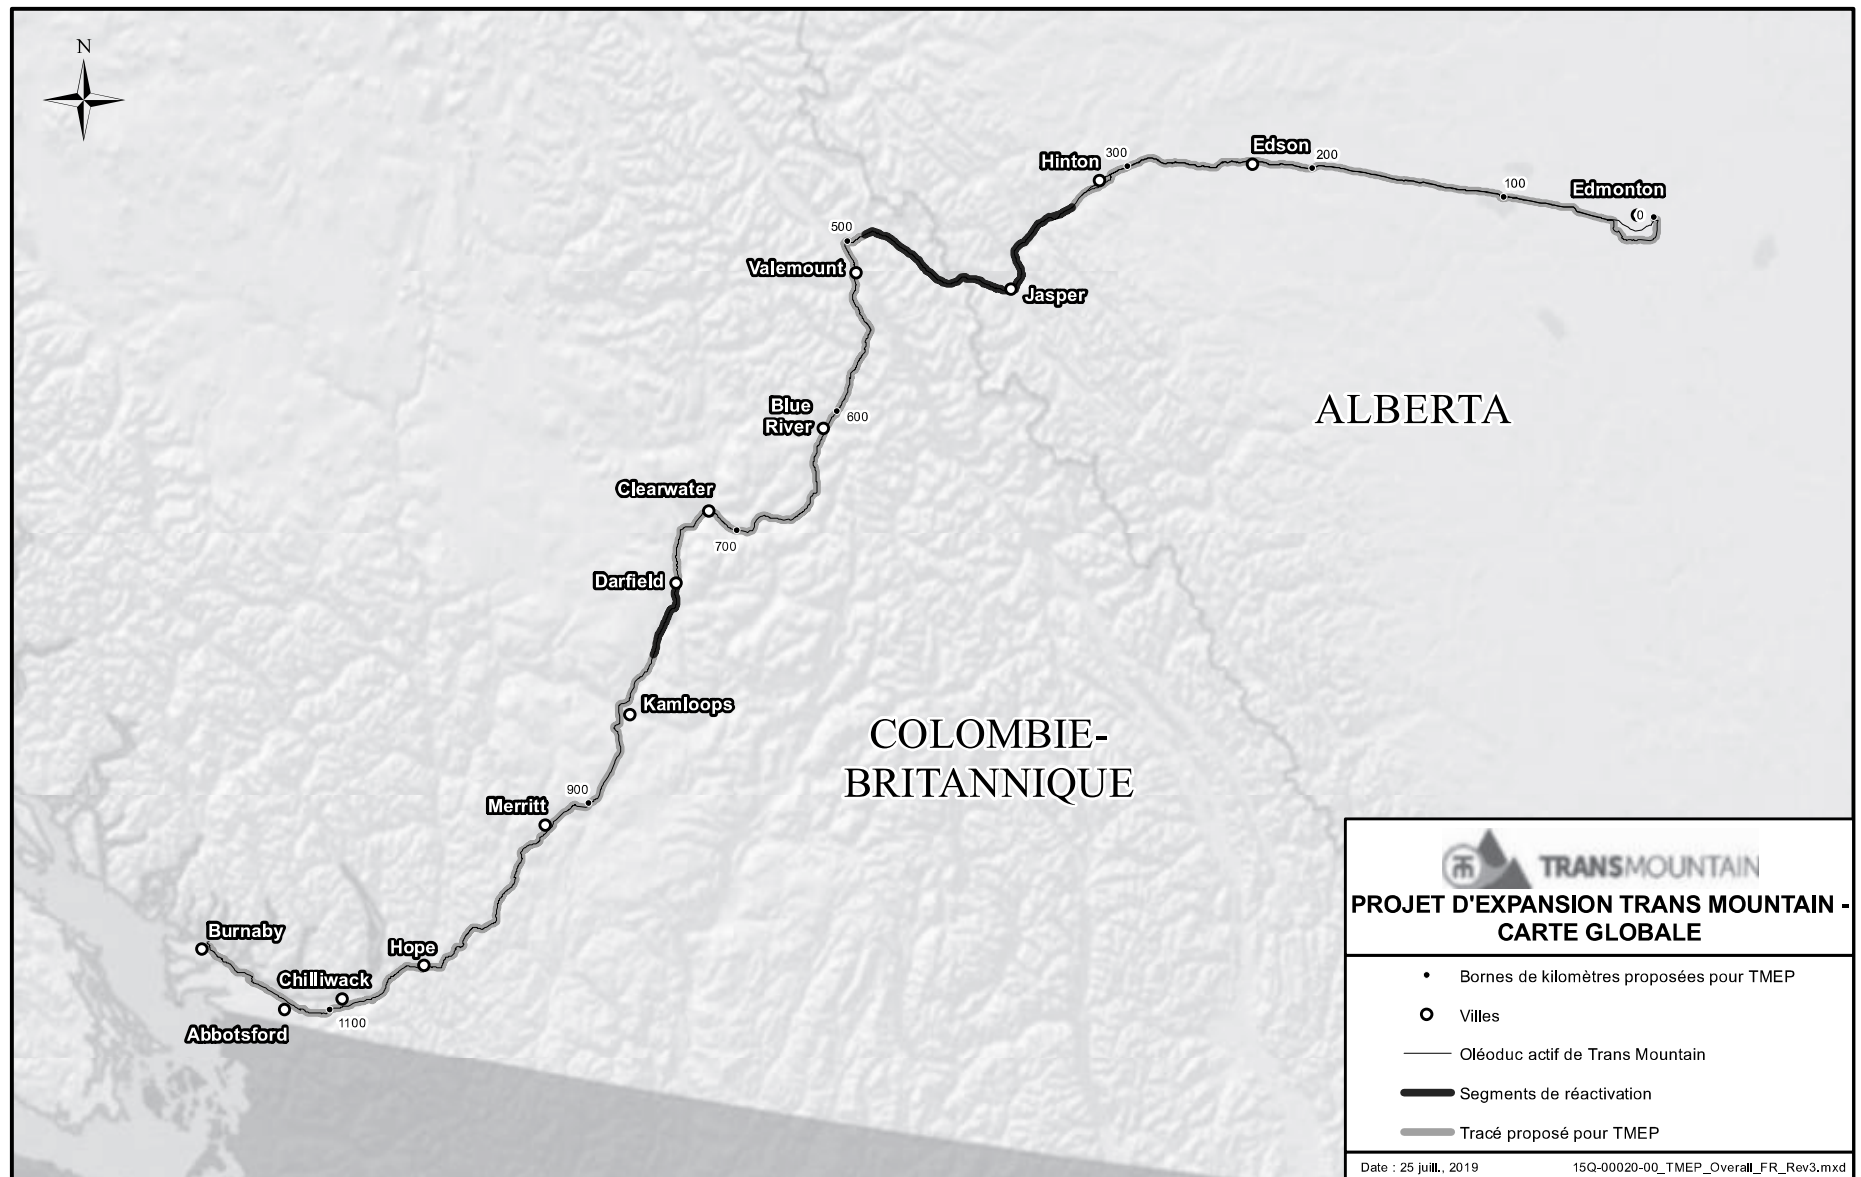 N
Hinton
300
Edson
200
100
Edmonton
0
500
Valemount
Jasper
Blue
River
600
ALBERTA
Clearwater
700
Darfield
Kamloops
COLOMBIE-
BRITANNIQUE
900
Merritt
Burnaby
Hope
Chilliwack
Abbotsford
1100
TRANSMOUNTAIN
PROJET D'EXPANSION TRANS MOUNTAIN -
CARTE GLOBALE
Bornes de kilomètres proposées pour TMEP
Villes
Oléoduc actif de Trans Mountain
Segments de réactivation
Tracé proposé pour TMEP
Date : 25 juill., 2019 15Q-00020-00_TMEP_Overall_FR_Rev3.mxd